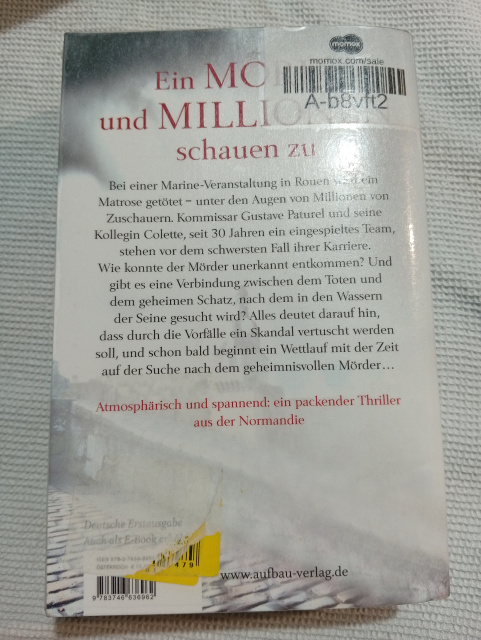 momox
momox.com/sale
A-b8vft2
Ein
und
schauen zu
Bei einer Marine-Veranstaltung in Rouen ein
Matrose getötet – unter den Augen von Millionen von
Zuschauern. Kommissar Gustave Paturel und seine
Kollegin Colette, seit 30 Jahren ein eingespieltes Team,
stehen vor dem schwersten Fall ihrer Karriere.
Wie konnte der Mörder unerkannt entkommen? Und
gibt es eine Verbindung zwischen dem Toten und
dem geheimen Schatz, nach dem in den Wassern
der Seine gesucht wird? Alles deutet darauf hin,
dass durch die Vorfälle ein Skandal vertuscht werden
soll, und schon bald beginnt ein Wettlauf mit der Zeit
auf der Suche nach dem geheimnisvollen Mörder…
Atmosphärisch und spannend: ein packender Thriller
aus der Normandie
Deutsche Erstausgabe
Auch als E-Book
479
www.aufbau-verlag.de
9783746636962